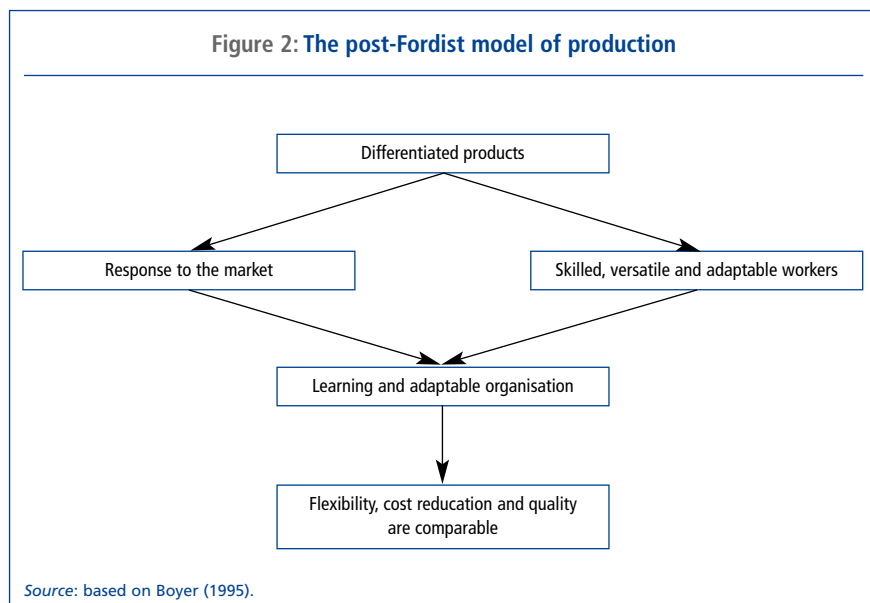 Figure 2: The post-Fordist model of production
Differentiated products
Response to the market
Skilled, versatile and adaptable workers
Learning and adaptable organisation
Flexibility, cost reducation and quality
are comparable
Source: based on Boyer (1995).